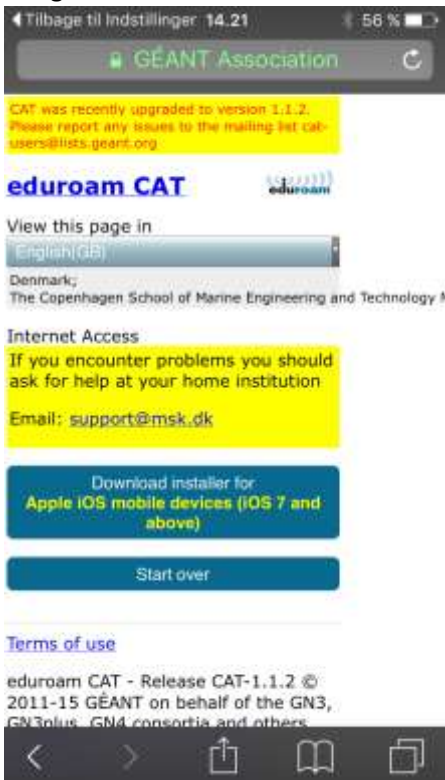 Tilbage til Indstillinger 14.21 56 %
GÉANT Association
CAT was recently upgraded to version 1.1.2.
Please report any issues to the mailing list cat-
users@lists.geant.org
eduroam CAT eduroam
View this page in
English(GB)
Denmark;
The Copenhagen School of Marine Engineering and Technology
Internet Access
If you encounter problems you should
ask for help at your home institution
Email: support@msk.dk
Download installer for
Apple iOS mobile devices (iOS 7 and
above)
Start over
Terms of use
eduroam CAT - Release CAT-1.1.2 ©
2011-15 GÉANT on behalf of the GN3,
GN3plus, GN4 consortia and others